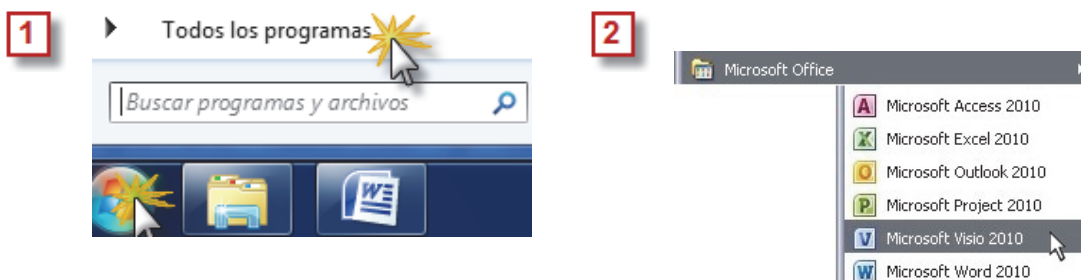 1
Todos los programas
Buscar programas y archivos
2
Microsoft Office
Microsoft Access 2010
Microsoft Excel 2010
Microsoft Outlook 2010
Microsoft Project 2010
Microsoft Visio 2010
Microsoft Word 2010